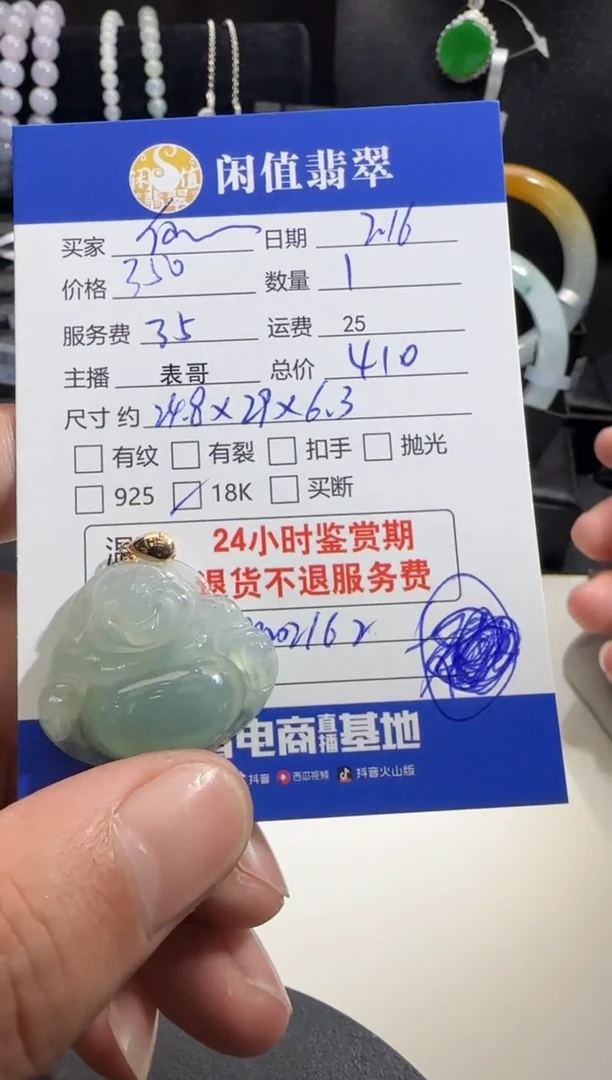 闲值翡翠
闲值翡翠
买家 日期 2.16
价格 350 数量 1
服务费 35 运费 25
主播 表哥 总价 410
尺寸约 24.8×29×6.3
有纹 有裂 扣手 抛光
925 18K 买断
24小时鉴赏期
退货不退服务费
电商直播基地
抖音 西瓜视频 抖音火山版